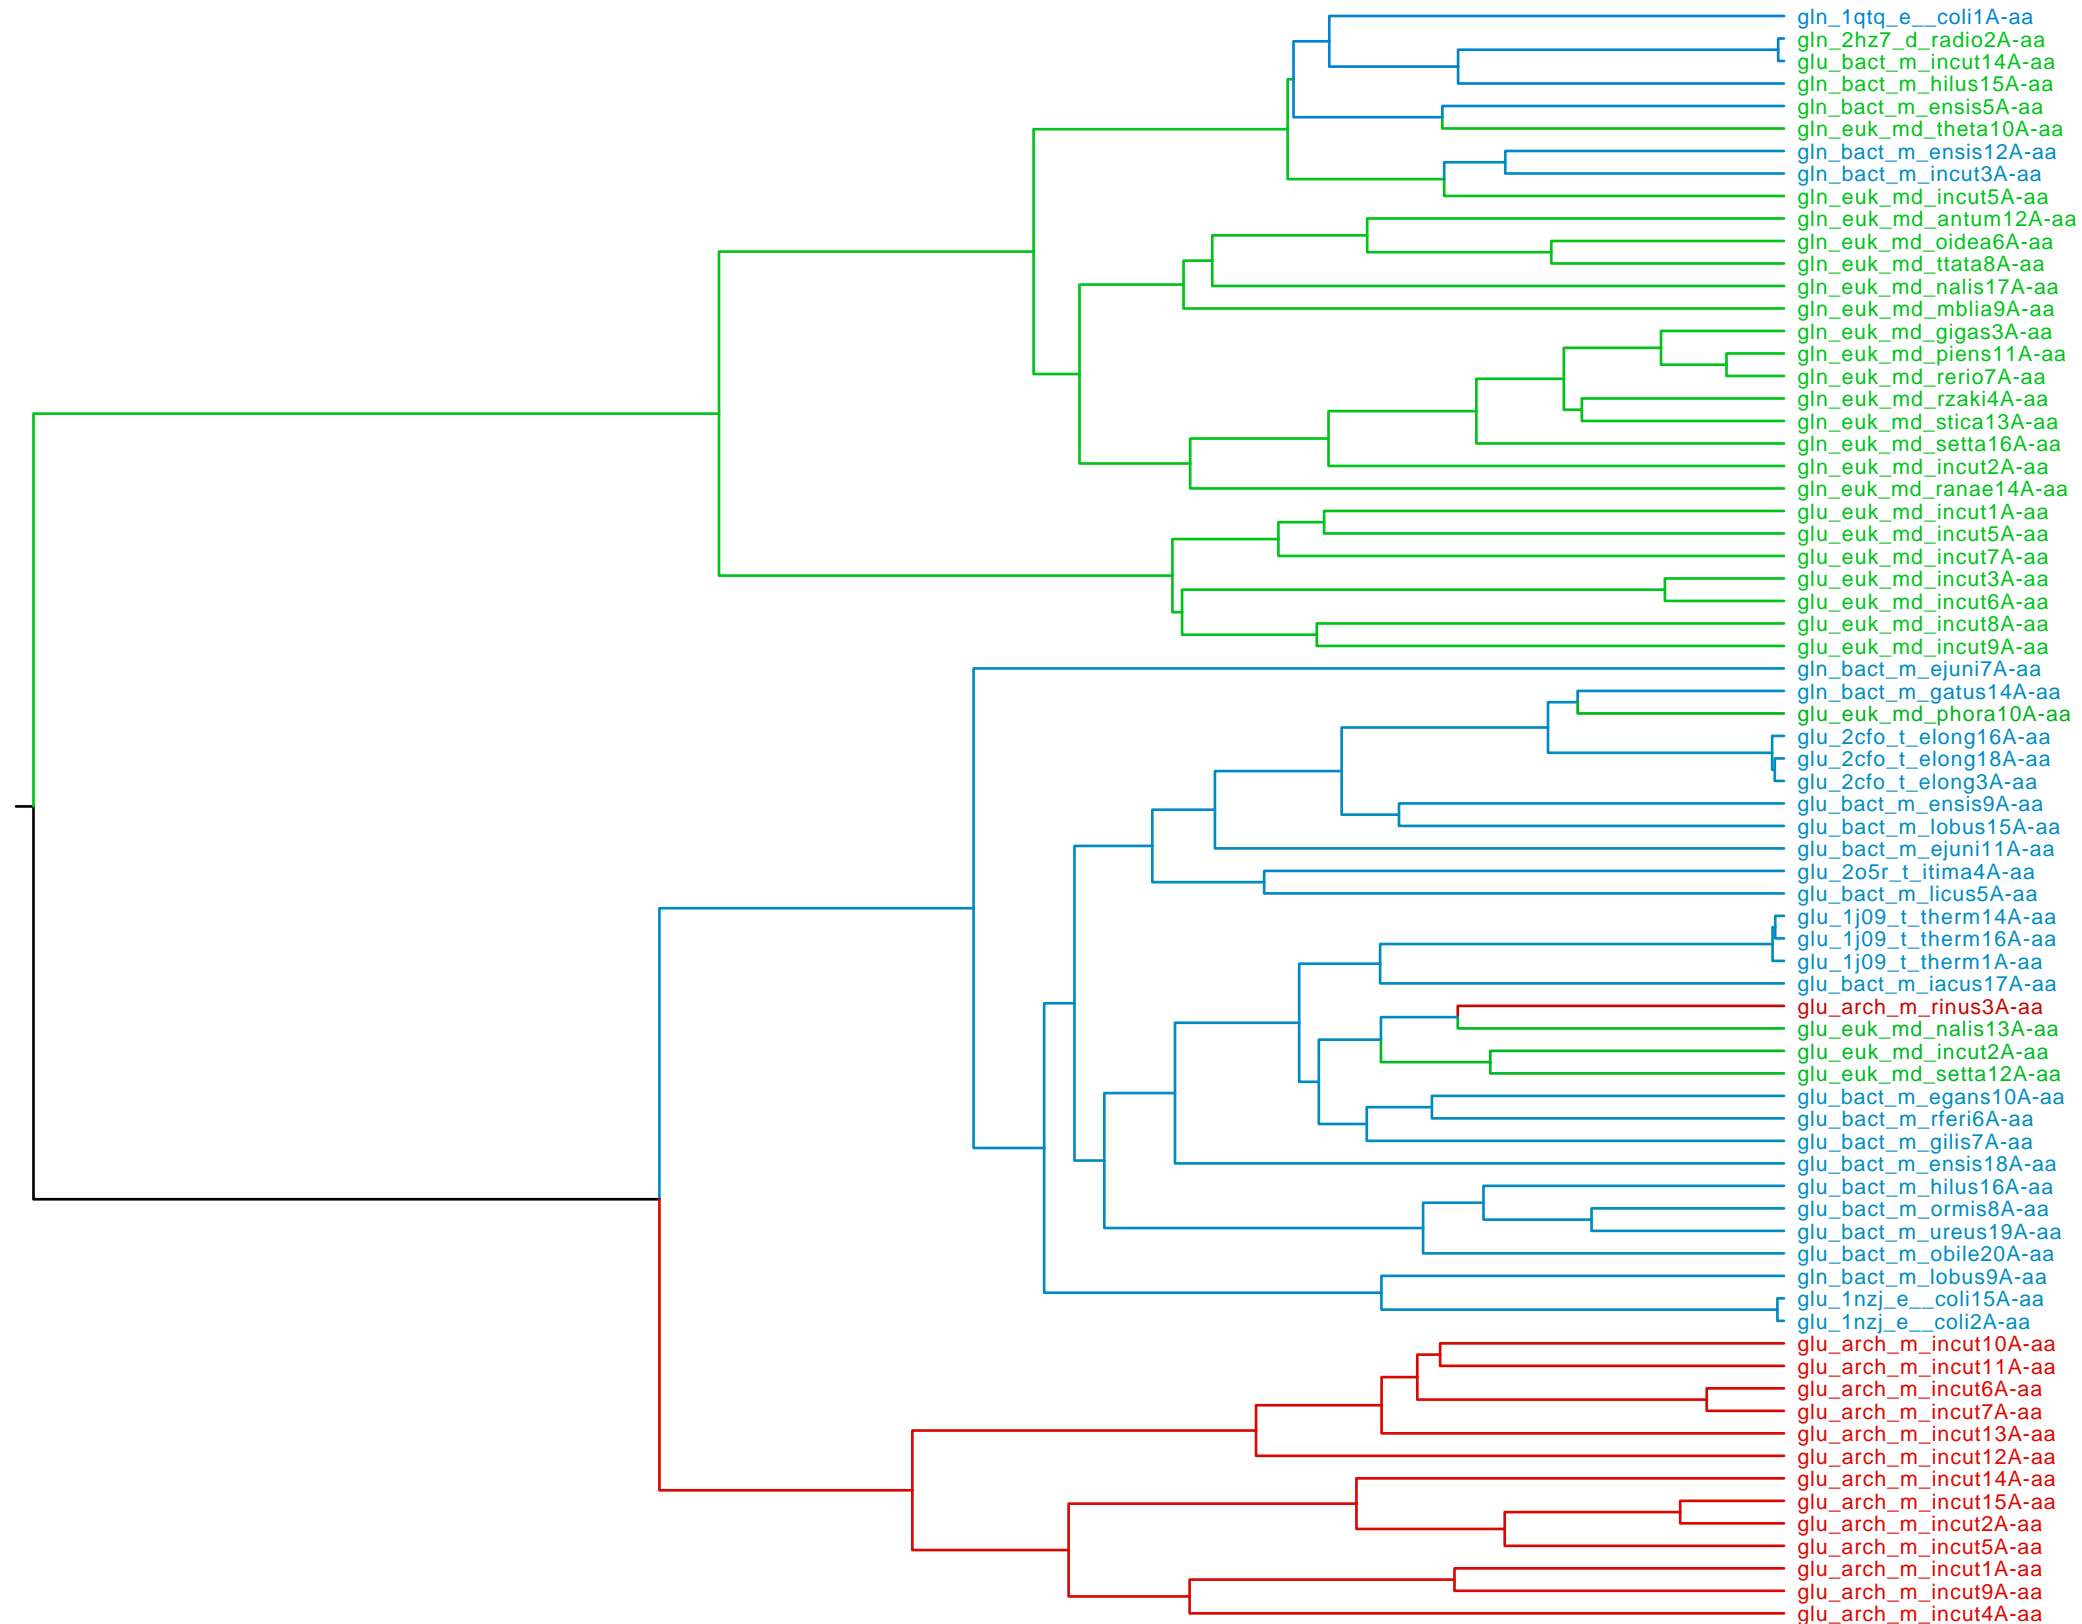 gln_1qtq_e__coli1A-aa
gln_2hz7_d_radio2A-aa
glu_bact_m_incut14A-aa
gln_bact_m_hilus15A-aa
gln_bact_m_ensis5A-aa
gln_euk_md_theta10A-aa
gln_bact_m_ensis12A-aa
gln_bact_m_incut3A-aa
gln_euk_md_incut5A-aa
gln_euk_md_antum12A-aa
gln_euk_md_oidea6A-aa
gln_euk_md_ttata8A-aa
gln_euk_md_nalis17A-aa
gln_euk_md_mblia9A-aa
gln_euk_md_gigas3A-aa
gln_euk_md_piens11A-aa
gln_euk_md_rerio7A-aa
gln_euk_md_rzaki4A-aa
gln_euk_md_stica13A-aa
gln_euk_md_setta16A-aa
gln_euk_md_incut2A-aa
gln_euk_md_ranae14A-aa
glu_euk_md_incut1A-aa
glu_euk_md_incut5A-aa
glu_euk_md_incut7A-aa
glu_euk_md_incut3A-aa
glu_euk_md_incut6A-aa
glu_euk_md_incut8A-aa
glu_euk_md_incut9A-aa
gln_bact_m_ejuni7A-aa
gln_bact_m_gatus14A-aa
glu_euk_md_phora10A-aa
glu_2cfo_t_elong16A-aa
glu_2cfo_t_elong18A-aa
glu_2cfo_t_elong3A-aa
glu_bact_m_ensis9A-aa
glu_bact_m_lobus15A-aa
glu_bact_m_ejuni11A-aa
glu_2o5r_t_itima4A-aa
glu_bact_m_licus5A-aa
glu_1j09_t_therm14A-aa
glu_1j09_t_therm16A-aa
glu_1j09_t_therm1A-aa
glu_bact_m_iacus17A-aa
glu_arch_m_rinus3A-aa
glu_euk_md_nalis13A-aa
glu_euk_md_incut2A-aa
glu_euk_md_setta12A-aa
glu_bact_m_egans10A-aa
glu_bact_m_rferi6A-aa
glu_bact_m_gilis7A-aa
glu_bact_m_ensis18A-aa
glu_bact_m_hilus16A-aa
glu_bact_m_ormis8A-aa
glu_bact_m_ureus19A-aa
glu_bact_m_obile20A-aa
gln_bact_m_lobus9A-aa
glu_1nzj_e__coli15A-aa
glu_1nzj_e__coli2A-aa
glu_arch_m_incut10A-aa
glu_arch_m_incut11A-aa
glu_arch_m_incut6A-aa
glu_arch_m_incut7A-aa
glu_arch_m_incut13A-aa
glu_arch_m_incut12A-aa
glu_arch_m_incut14A-aa
glu_arch_m_incut15A-aa
glu_arch_m_incut2A-aa
glu_arch_m_incut5A-aa
glu_arch_m_incut1A-aa
glu_arch_m_incut9A-aa
glu_arch_m_incut4A-aa